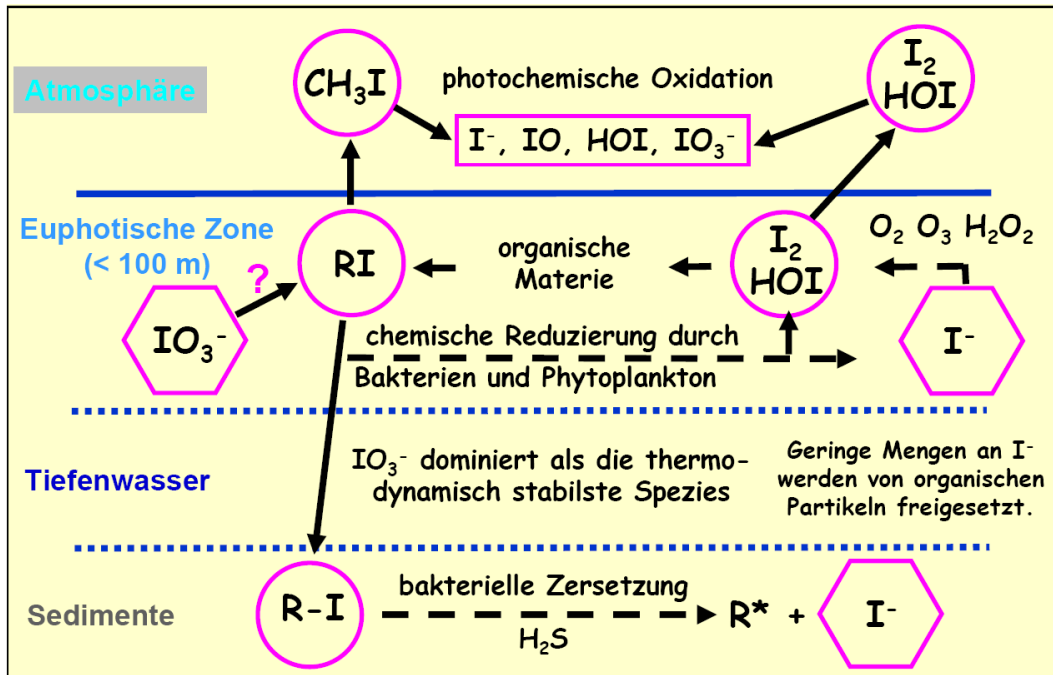 Atmosphäre
CH₃I
photochemische Oxidation
I⁻, IO, HOI, IO₃⁻
I₂
HOI
Euphotische Zone
(< 100 m)
?
IO₃⁻
RI
organische
Materie
I₂
HOI
O₂ O₃ H₂O₂
I⁻
chemische Reduzierung durch
Bakterien und Phytoplankton
Tiefenwasser
IO₃⁻ dominiert als die thermo-
dynamisch stabilste Spezies
Geringe Mengen an I⁻
werden von organischen
Partikeln freigesetzt.
Sedimente
R-I
bakterielle Zersetzung
H₂S
R* +
I⁻